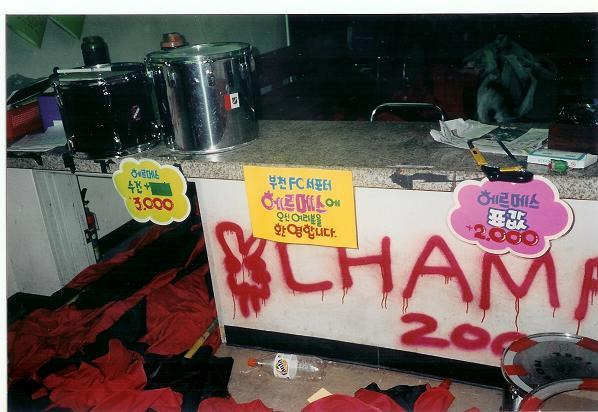 헤르메스
수건 +
3,000
부천 FC 서포터
헤르메스에
오신 여러분을
환영합니다.
헤르메스
표값
+2.000
CHAMP
200